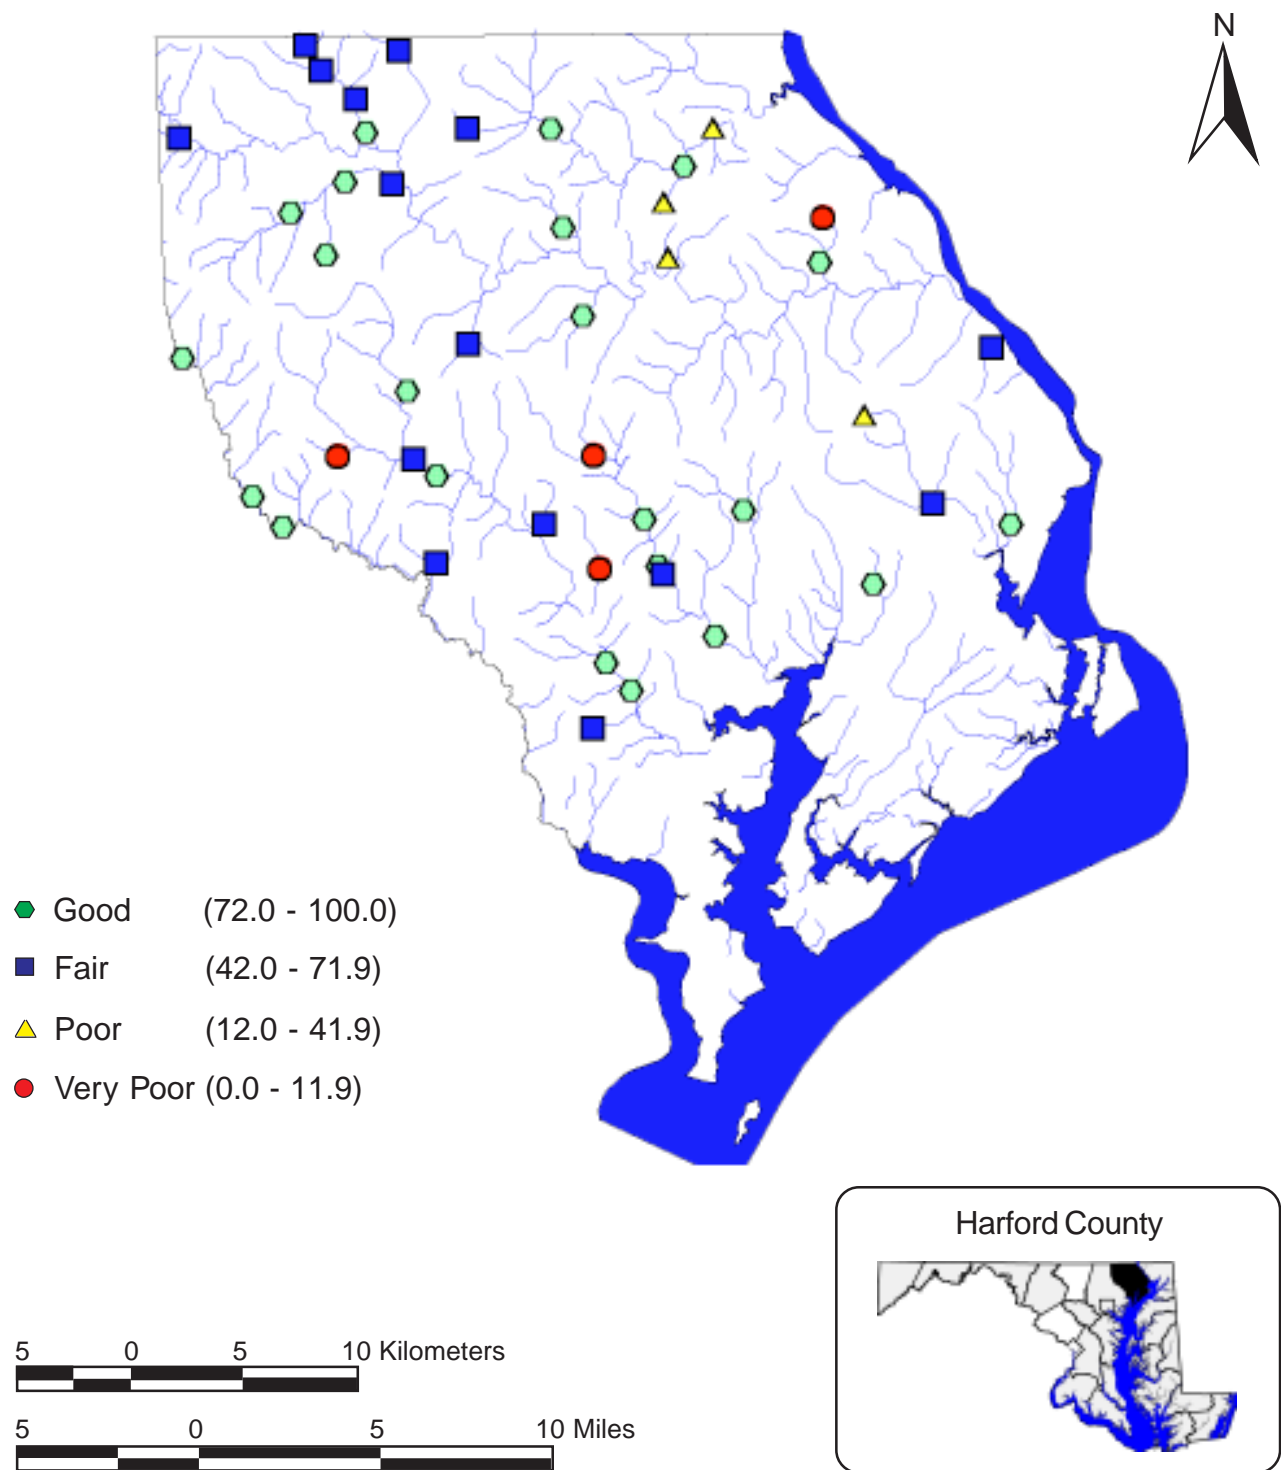 N
Good (72.0 - 100.0)
Fair (42.0 - 71.9)
Poor (12.0 - 41.9)
Very Poor (0.0 - 11.9)
Harford County
5 0 5 10 Kilometers
5 0 5 10 Miles